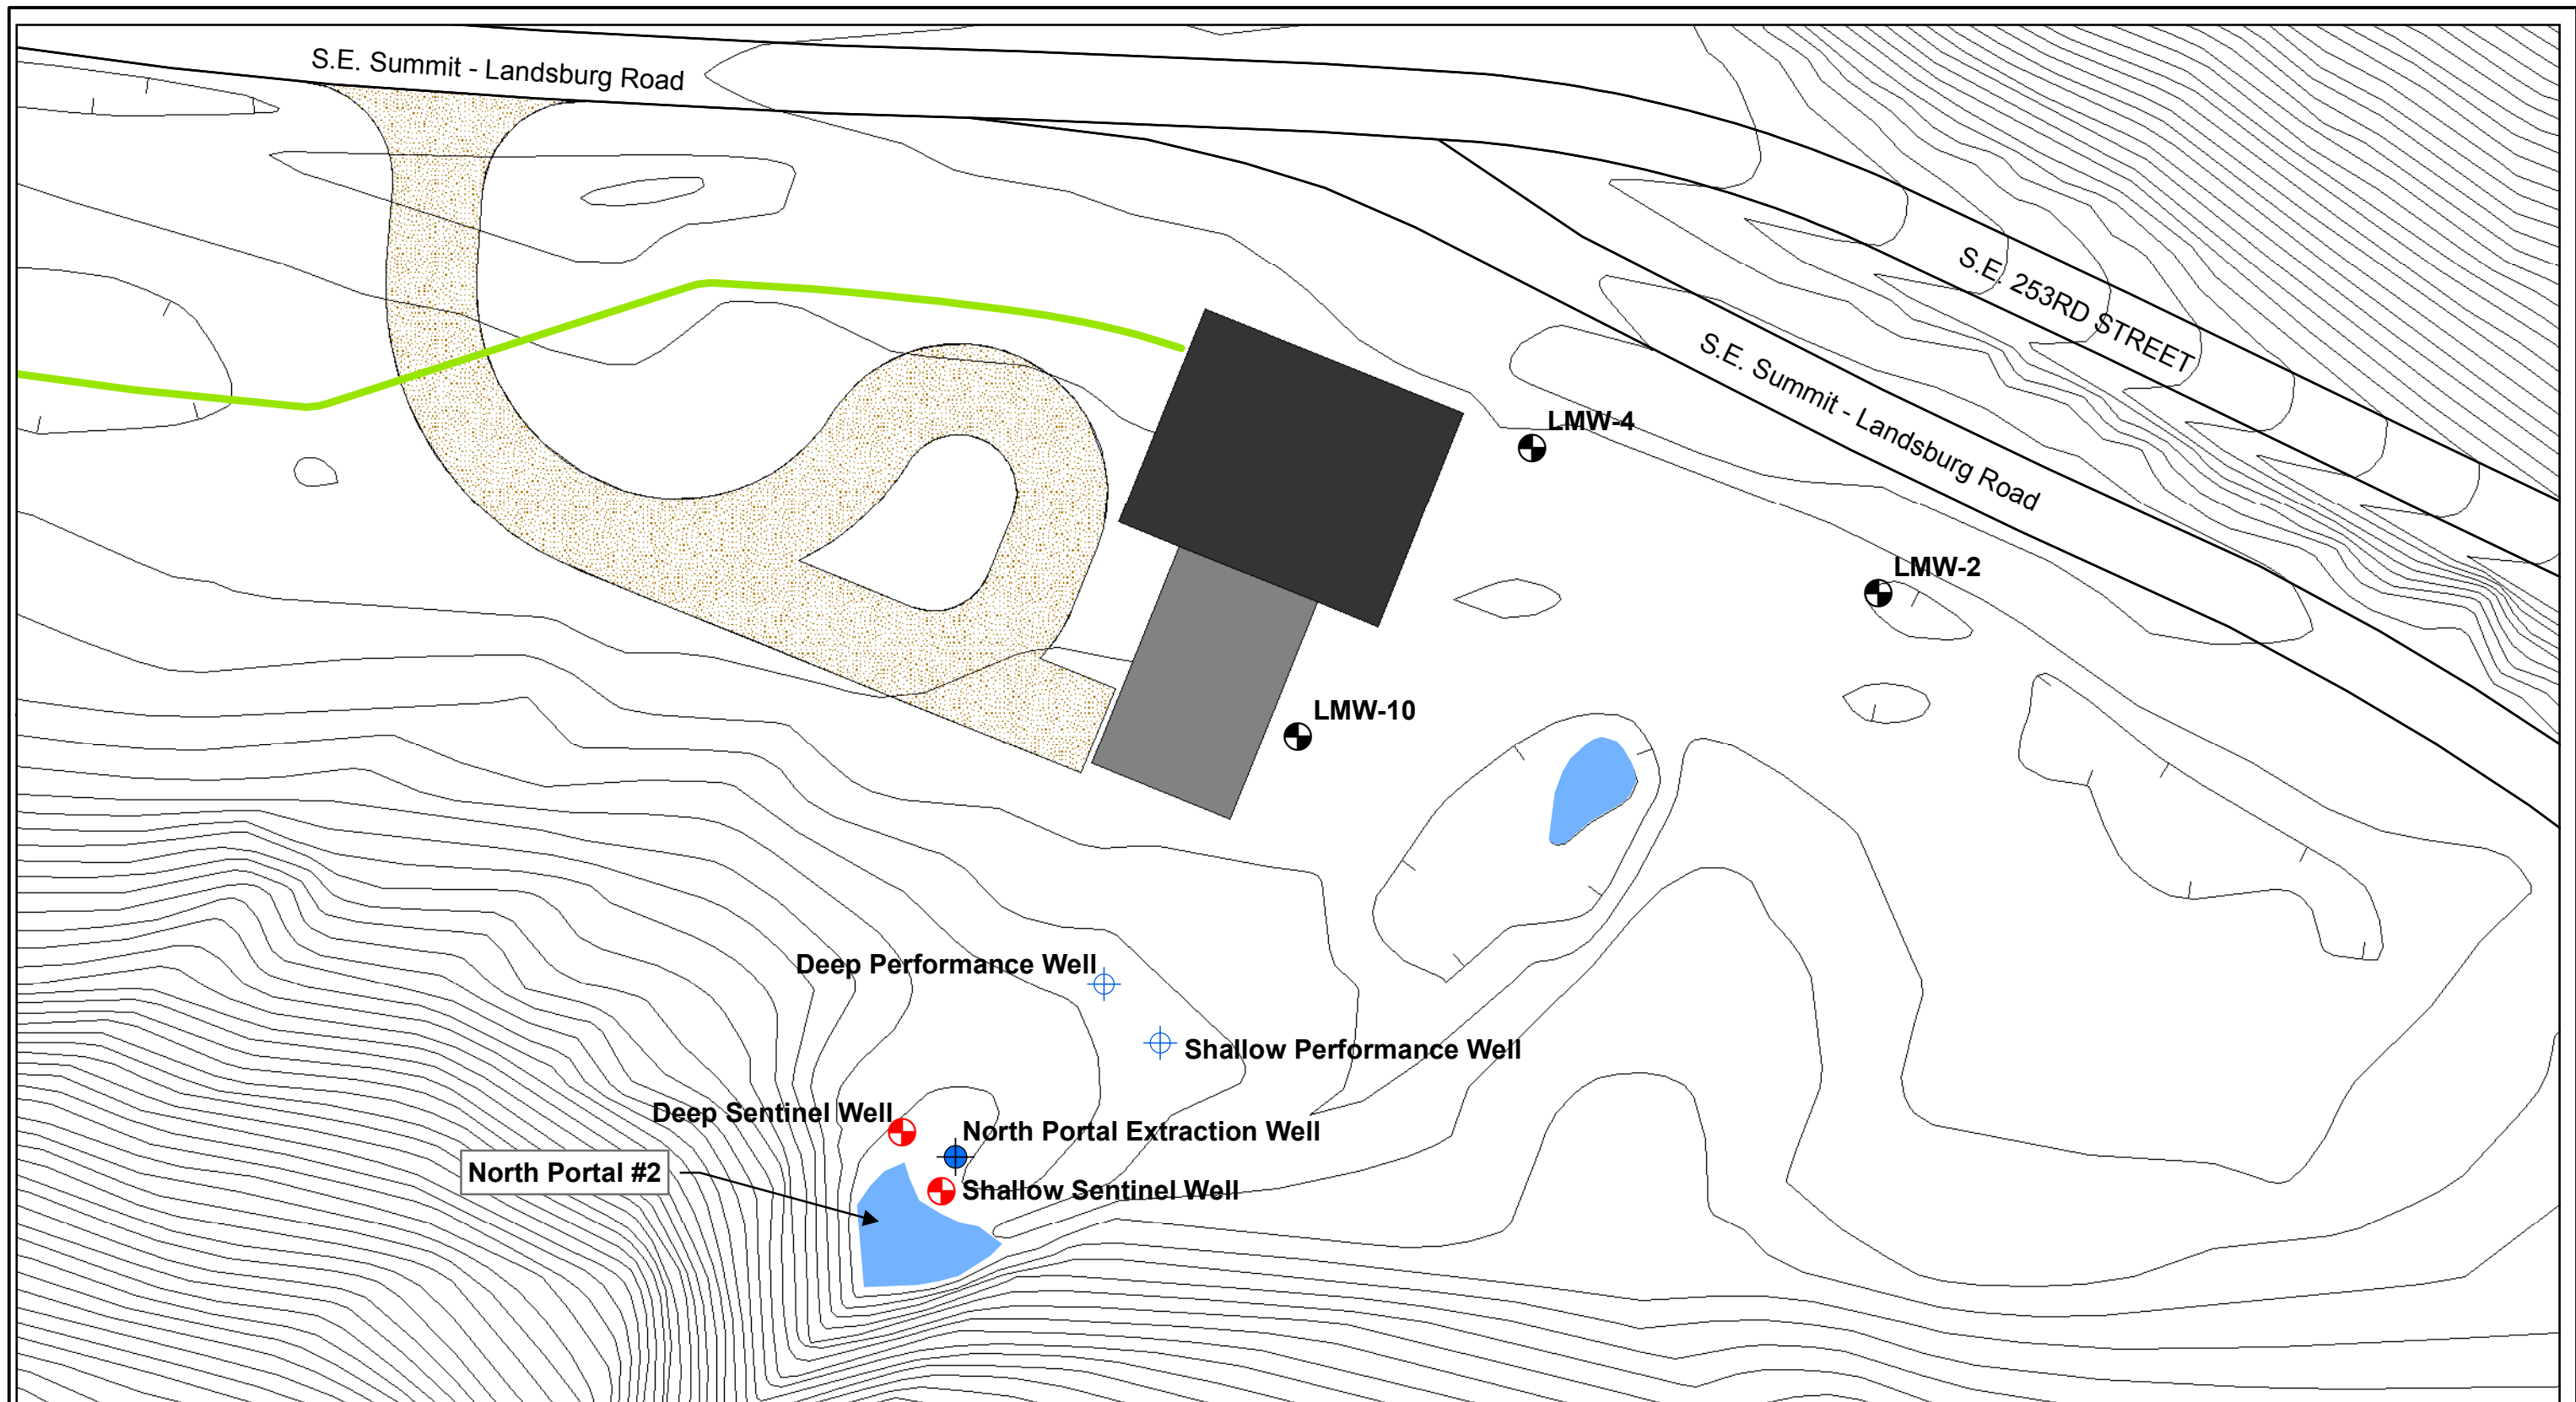 S.E. Summit - Landsburg Road
S.E. 253RD STREET
S.E. Summit - Landsburg Road
LMW-4
LMW-2
LMW-10
Deep Performance Well
Shallow Performance Well
Deep Sentinel Well
North Portal Extraction Well
North Portal #2
Shallow Sentinel Well